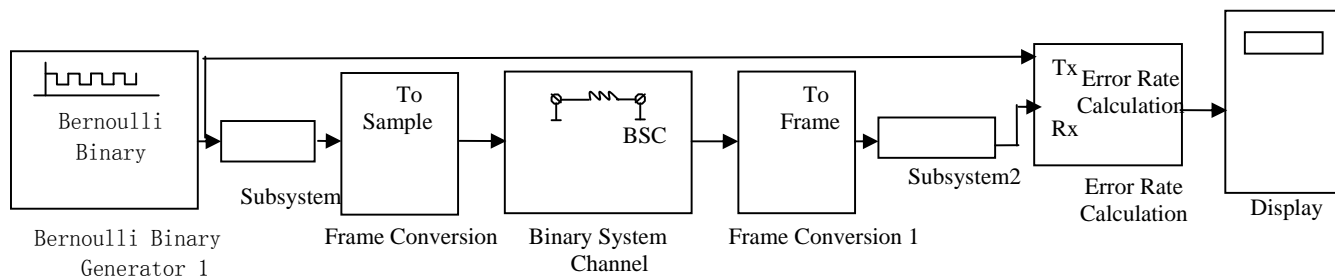 Bernoulli
Binary
Bernoulli Binary
Generator 1
Subsystem
To
Sample
Frame Conversion
BSC
Binary System
Channel
To
Frame
Frame Conversion 1
Subsystem2
Tx
Rx
Error Rate
Calculation
Error Rate
Calculation
Display